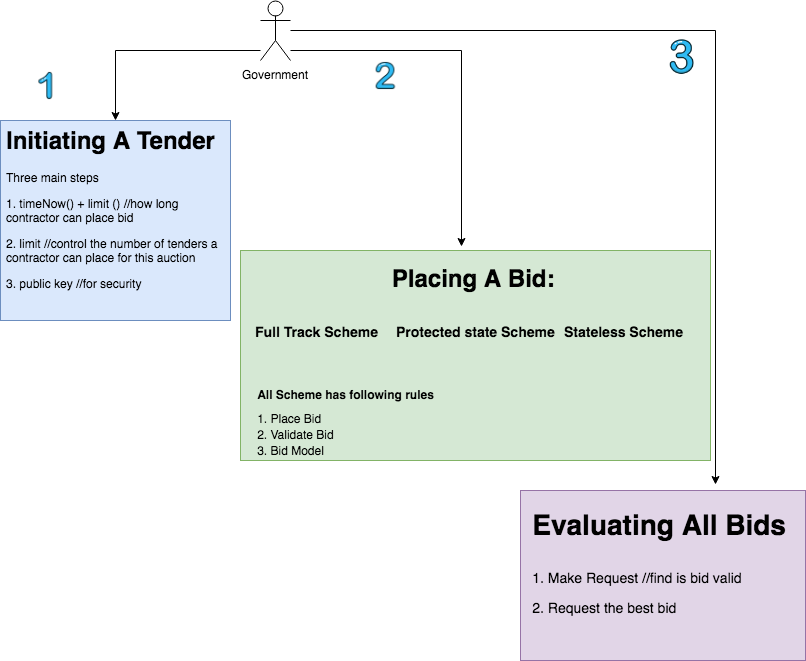 Government
1
2
3
Initiating A Tender
Three main steps
1. timeNow() + limit () //how long
contractor can place bid
2. limit //control the number of tenders a
contractor can place for this auction
3. public key //for security
Placing A Bid:
Full Track Scheme Protected state Scheme Stateless Scheme
All Scheme has following rules
1. Place Bid
2. Validate Bid
3. Bid Model
Evaluating All Bids
1. Make Request //find is bid valid
2. Request the best bid